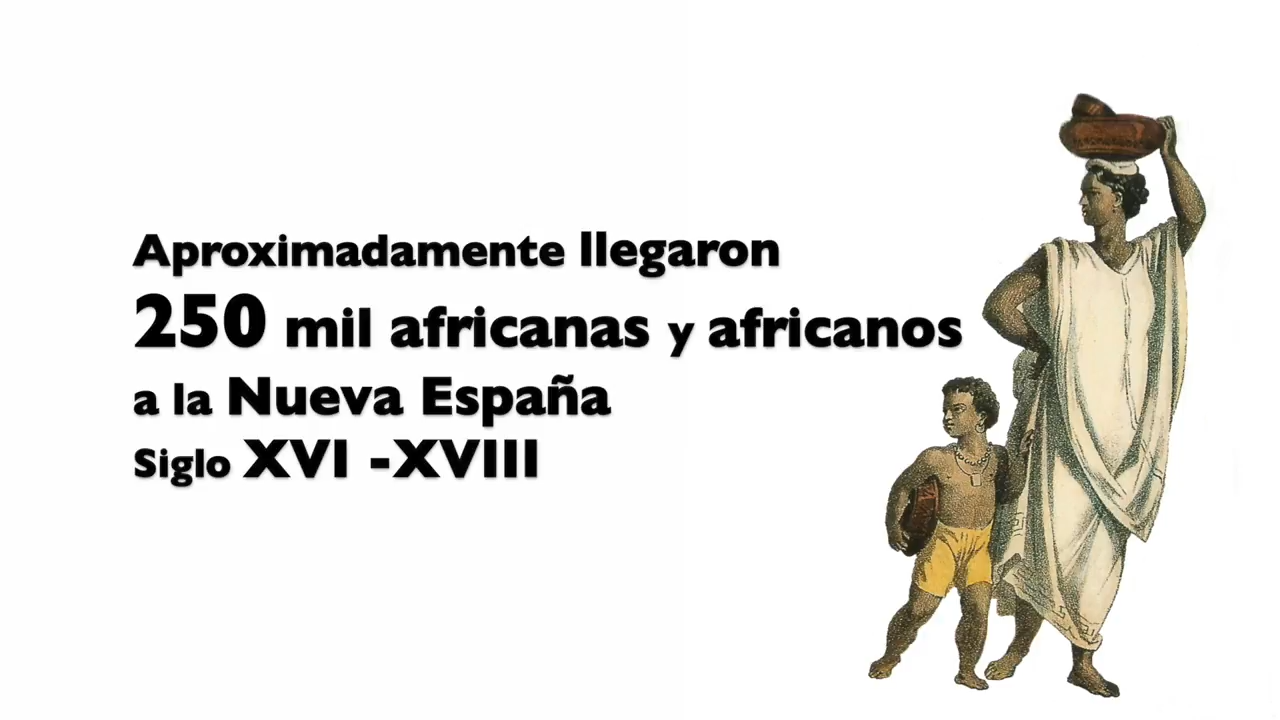 Aproximadamente llegaron
250 mil africanas y africanos
a la Nueva España
Siglo XVI -XVIII